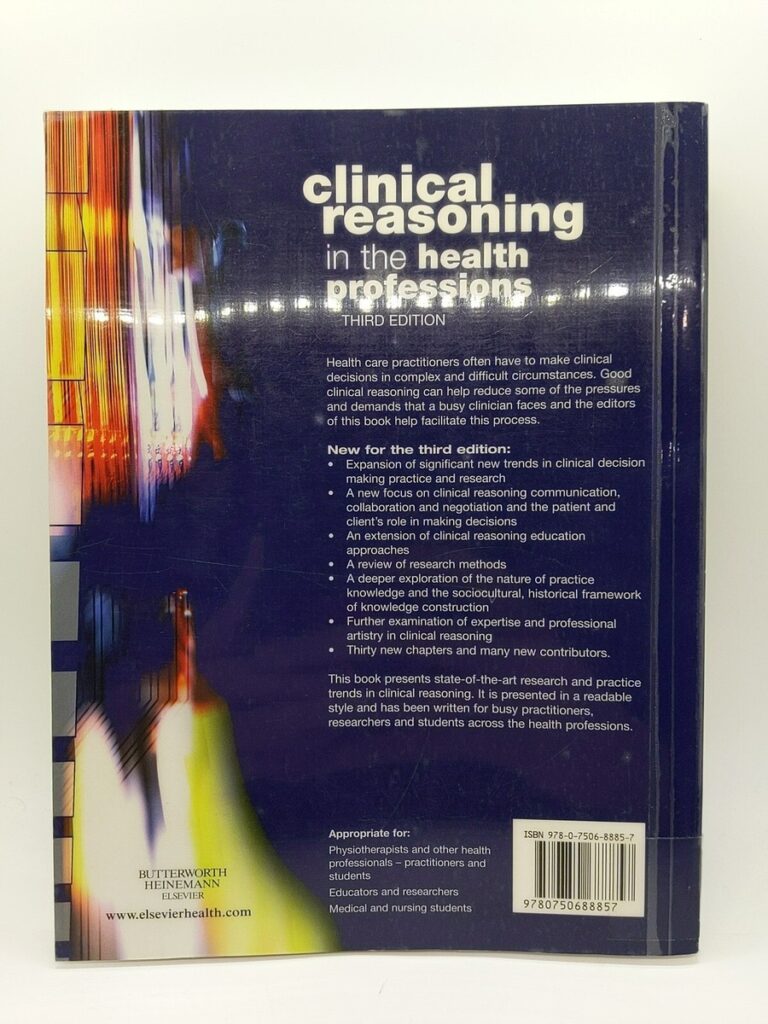 clinical
reasoning
in the health
professions
THIRD EDITION
Health care practitioners often have to make clinical
decisions in complex and difficult circumstances. Good
clinical reasoning can help reduce some of the pressures
and demands that a busy clinician faces and the editors
of this book help facilitate this process.
New for the third edition:
• Expansion of significant new trends in clinical decision
making practice and research
• A new focus on clinical reasoning communication,
collaboration and negotiation and the patient and
client's role in making decisions
• An extension of clinical reasoning education
approaches
• A review of research methods
• A deeper exploration of the nature of practice
knowledge and the sociocultural, historical framework
of knowledge construction
• Further examination of expertise and professional
artistry in clinical reasoning
• Thirty new chapters and many new contributors.
This book presents state-of-the-art research and practice
trends in clinical reasoning. It is presented in a readable
style and has been written for busy practitioners,
researchers and students across the health professions.
Appropriate for:
Physiotherapists and other health
professionals – practitioners and
students
Educators and researchers
Medical and nursing students
BUTTERWORTH
HEINEMANN
ELSEVIER
www.elsevierhealth.com
ISBN 978-0-7506-8885-7
9780750688857